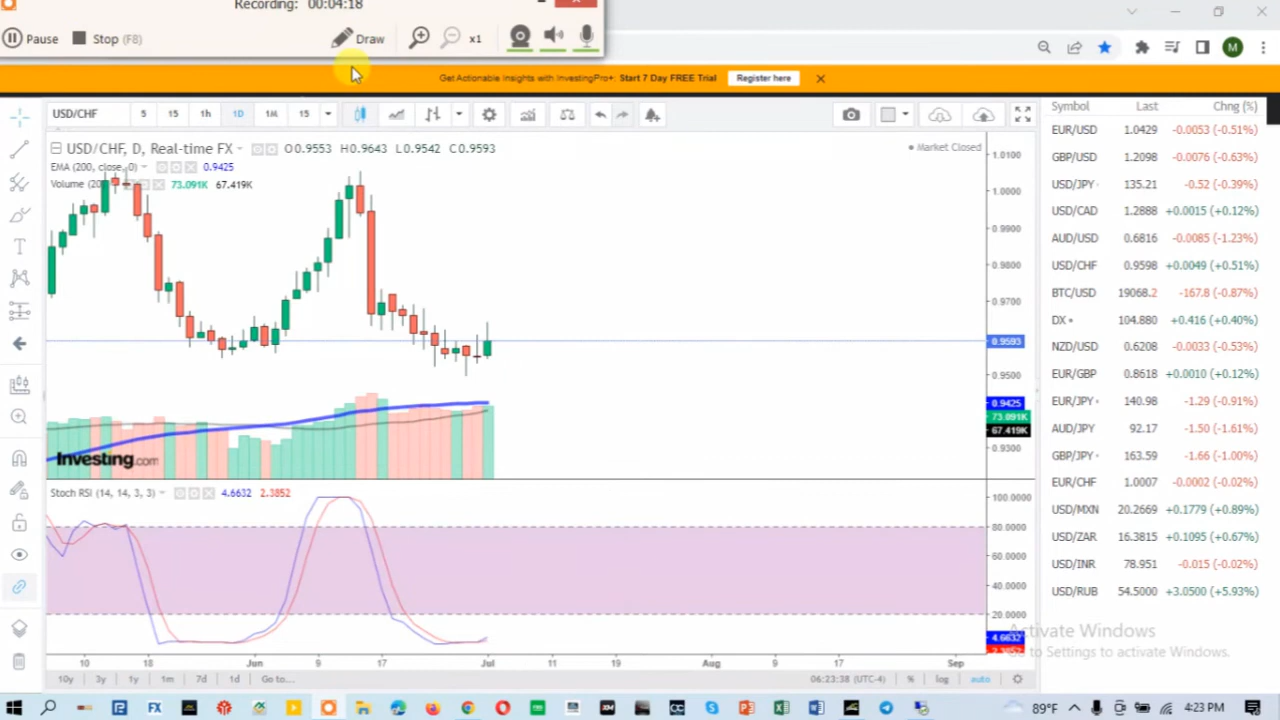 Recording: 00:04:18
Pause Stop (F8) Draw x1
M
Get Actionable Insights with InvestingPro+: Start 7 Day FREE Trial Register here
USD/CHF 5 15 1h 1D 1M 15
USD/CHF, D, Real-time FX O0.9553 H0.9643 L0.9542 C0.9593
Market Closed
EMA (200, close, 0) 0.9425
Volume (20) 73.091K 67.419K
1.0100
1.0000
0.9900
0.9800
0.9700
0.9593
0.9500
0.9425
73.091K
67.419K
0.9300
Investing.com
Stoch RSI (14, 14, 3, 3) 4.6632 2.3852
100.0000
80.0000
60.0000
40.0000
20.0000
4.6632
2.3852
10 18 Jun 9 17 Jul 11 19 Aug 9 17 Sep
10y 3y 1y 1m 7d 1d Go to... 06:23:38 (UTC-4) % log auto
Symbol Last Chng (%)
EUR/USD 1.0429 -0.0053 (-0.51%)
GBP/USD 1.2098 -0.0076 (-0.63%)
USD/JPY 135.21 -0.52 (-0.39%)
USD/CAD 1.2888 +0.0015 (+0.12%)
AUD/USD 0.6816 -0.0085 (-1.23%)
USD/CHF 0.9598 +0.0049 (+0.51%)
BTC/USD 19068.2 -167.8 (-0.87%)
DX 104.880 +0.416 (+0.40%)
NZD/USD 0.6208 -0.0033 (-0.53%)
EUR/GBP 0.8618 +0.0010 (+0.12%)
EUR/JPY 140.98 -1.29 (-0.91%)
AUD/JPY 92.17 -1.50 (-1.61%)
GBP/JPY 163.59 -1.66 (-1.00%)
EUR/CHF 1.0007 -0.0002 (-0.02%)
USD/MXN 20.2669 +0.1779 (+0.89%)
USD/ZAR 16.3815 +0.1095 (+0.67%)
USD/INR 78.951 -0.015 (-0.02%)
USD/RUB 54.5000 +3.0500 (+5.93%)
Activate Windows
Go to Settings to activate Windows.
FX XM 89°F 4:23 PM